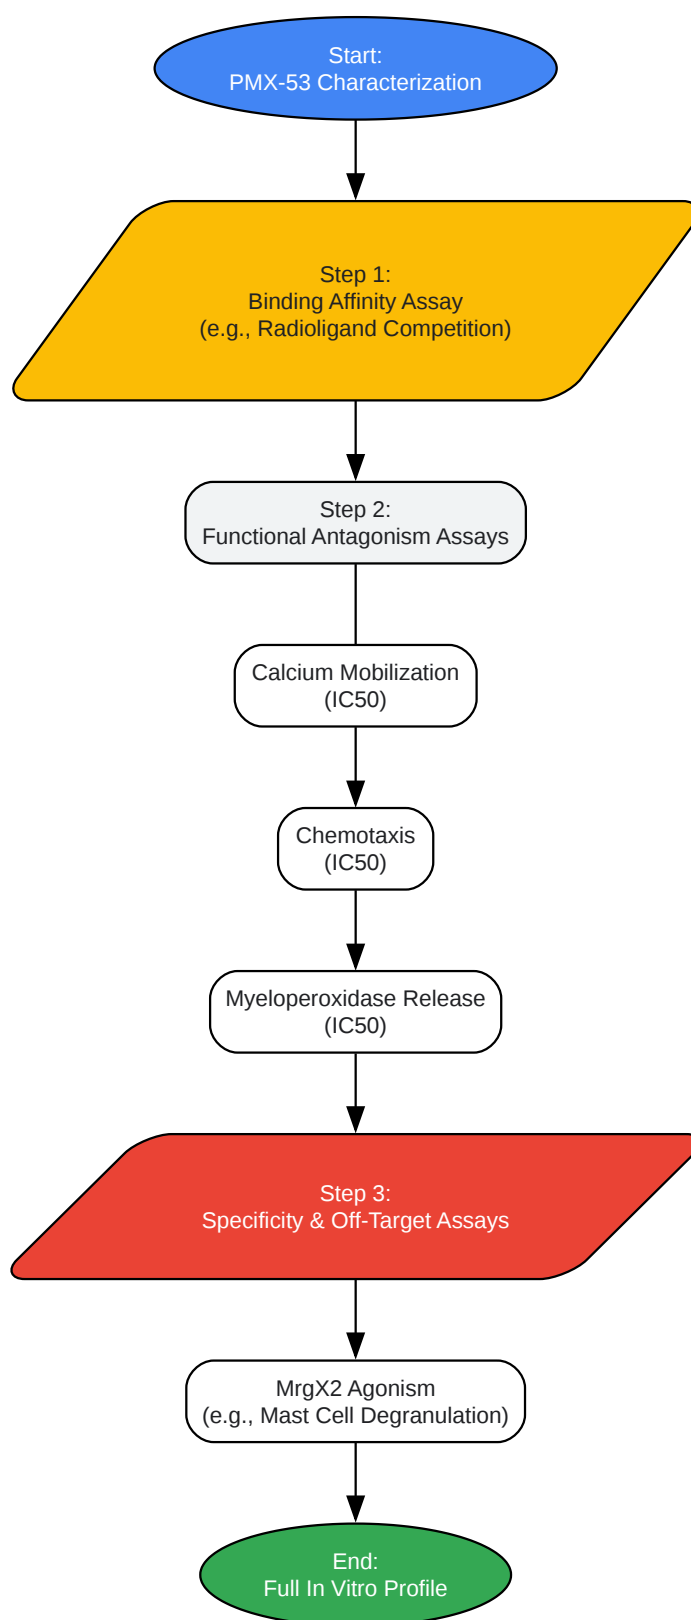 Start:
PMX-53 Characterization
Step 1:
Binding Affinity Assay
(e.g., Radioligand Competition)
Step 2:
Functional Antagonism Assays
Calcium Mobilization
(IC50)
Chemotaxis
(IC50)
Myeloperoxidase Release
(IC50)
Step 3:
Specificity & Off-Target Assays
MrgX2 Agonism
(e.g., Mast Cell Degranulation)
End:
Full In Vitro Profile